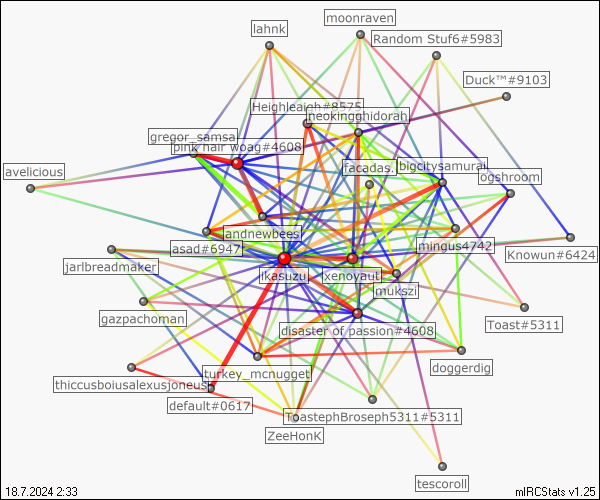 moonraven
lahnk
Random Stuf6#5983
Duck™#9103
Heighleaigh#8575
neokingghidorah
gregor_samsa
pink hair woag#4608
avelicious
facadas.
bigcitysamurai
ogshroom
landnewbees
asad#6947
mingus4742
Knowun#6424
jarlbreadmaker
ikasuzu
xenoyaut
mukszi
gazpachoman
disaster of passion#4608
Toast#5311
doggerdig
turkey_mcnugget
thiccusboiusalexusjoneus
default#0617
ToastephBroseph5311#5311
ZeeHonK
tescoroll
18.7.2024 2:33
mIRCStats v1.25